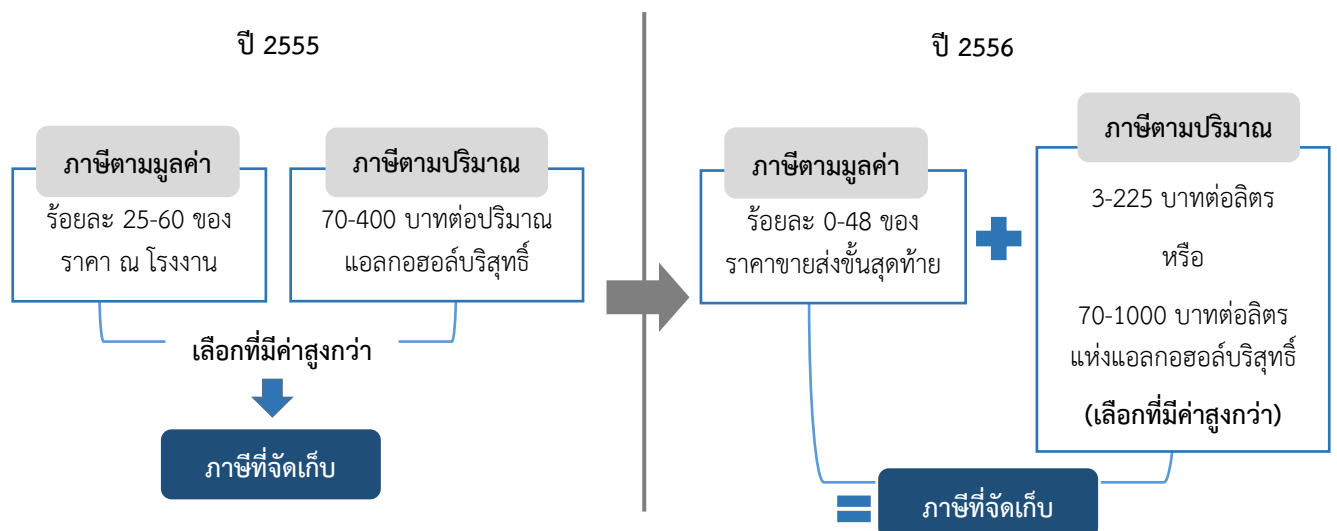 ปี 2555
ภาษีตามมูลค่า
ร้อยละ 25-60 ของ
ราคา ณ โรงงาน
ภาษีตามปริมาณ
70-400 บาทต่อปริมาณ
แอลกอฮอล์บริสุทธิ์
เลือกที่มีค่าสูงกว่า
ภาษีที่จัดเก็บ
ปี 2556
ภาษีตามมูลค่า
ร้อยละ 0-48 ของ
ราคาขายส่งขั้นสุดท้าย
ภาษีตามปริมาณ
3-225 บาทต่อลิตร
หรือ
70-1000 บาทต่อลิตร
แห่งแอลกอฮอล์บริสุทธิ์
(เลือกที่มีค่าสูงกว่า)
ภาษีที่จัดเก็บ